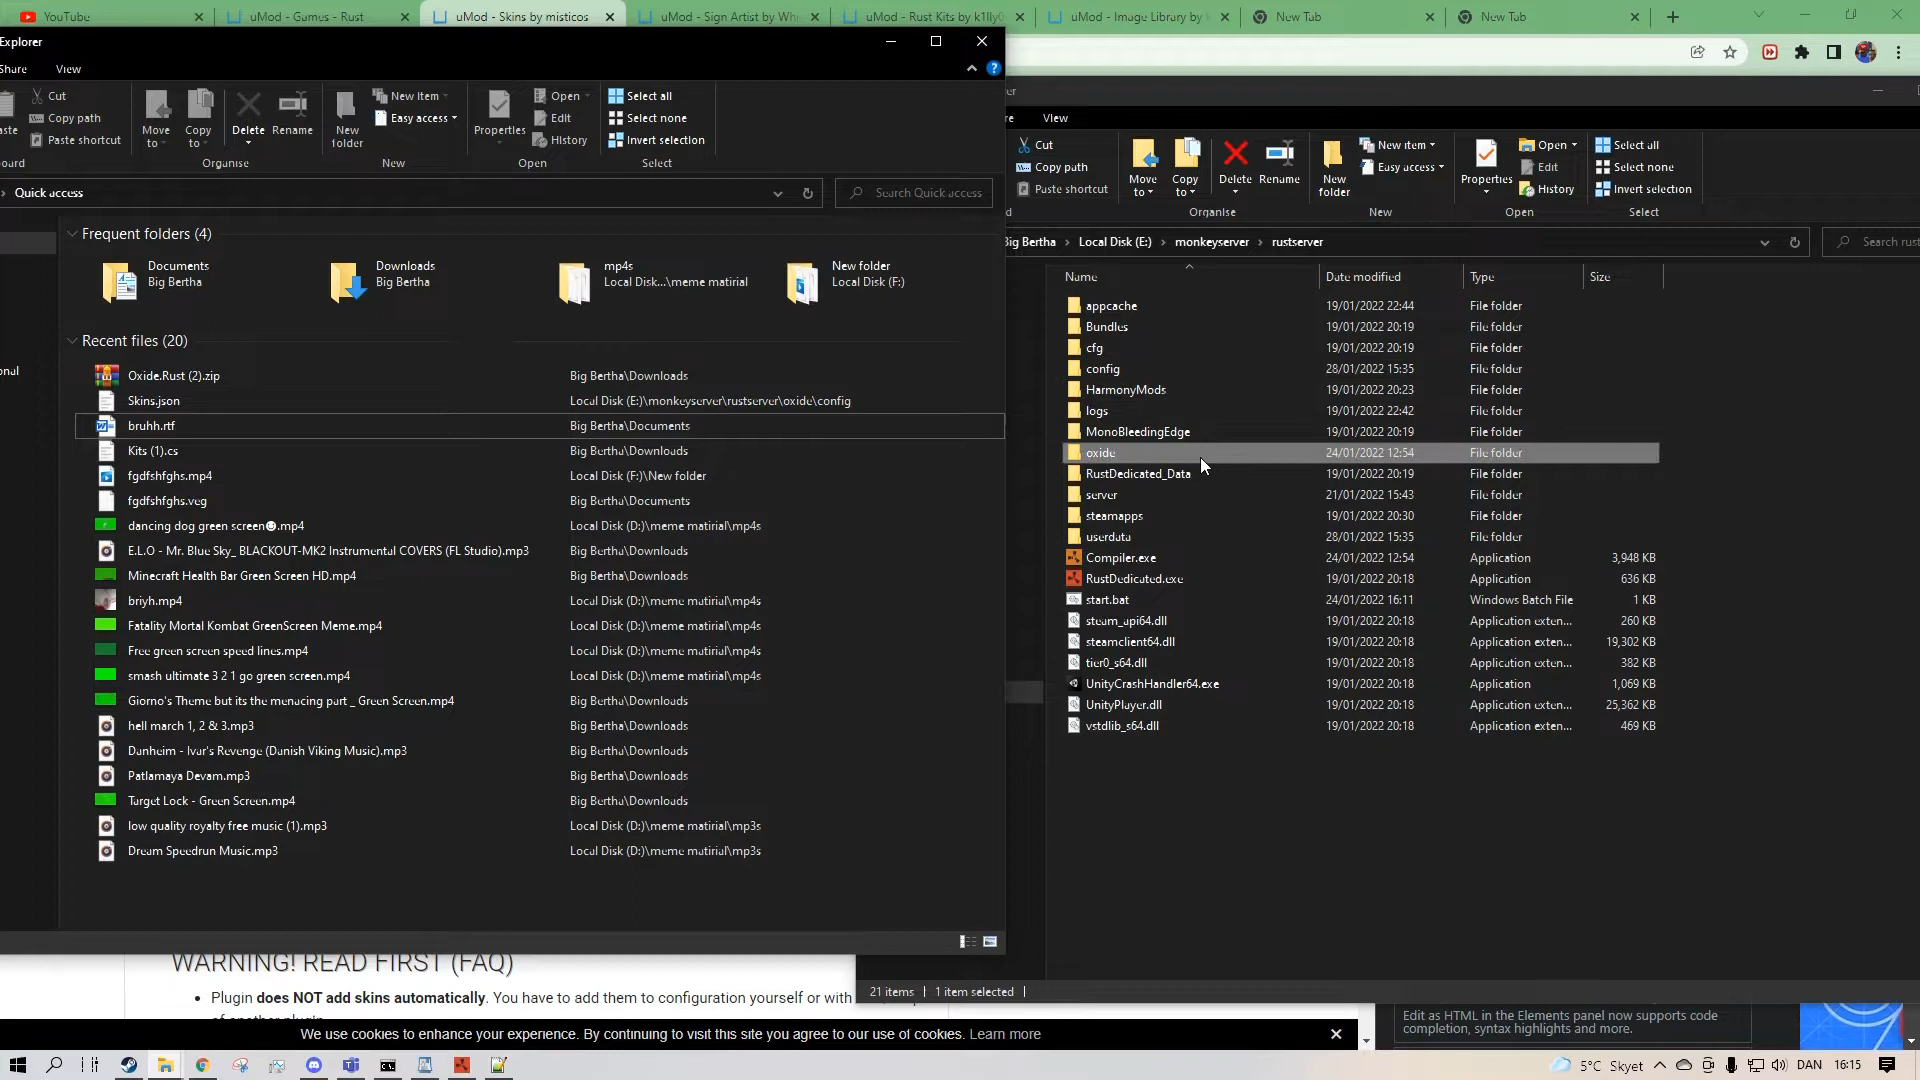 YouTube
uMod - Games - Rust
uMod - Skins by misticos
uMod - Sign Artist by Wh
uMod - Rust Kits by k1lly0
uMod - Image Library by
New Tab
New Tab
Explorer
Share
View
Cut
Copy path
Paste shortcut
Move to
Copy to
Delete
Rename
New folder
New item
Easy access
Properties
Open
Edit
History
Select all
Select none
Invert selection
Organise
New
Open
Select
Quick access
Search Quick access
Frequent folders (4)
Documents
Big Bertha
Downloads
Big Bertha
mp4s
Local Disk...\meme matirial
New folder
Local Disk (F:)
Recent files (20)
Oxide.Rust (2).zip Big Bertha\Downloads
Skins.json Local Disk (E:)\monkeyserver\rustserver\oxide\config
bruhh.rtf Big Bertha\Documents
Kits (1).cs Big Bertha\Downloads
fgdfshfghs.mp4 Local Disk (F:)\New folder
fgdfshfghs.veg Big Bertha\Documents
dancing dog green screen☻.mp4 Local Disk (D:)\meme matirial\mp4s
E.L.O - Mr. Blue Sky_ BLACKOUT-MK2 Instrumental COVERS (FL Studio).mp3 Big Bertha\Downloads
Minecraft Health Bar Green Screen HD.mp4 Big Bertha\Downloads
briyh.mp4 Local Disk (D:)\meme matirial\mp4s
Fatality Mortal Kombat GreenScreen Meme.mp4 Local Disk (D:)\meme matirial\mp4s
Free green screen speed lines.mp4 Local Disk (D:)\meme matirial\mp4s
smash ultimate 3 2 1 go green screen.mp4 Local Disk (D:)\meme matirial\mp4s
Giorno's Theme but its the menacing part _ Green Screen.mp4 Big Bertha\Downloads
hell march 1, 2 & 3.mp3 Big Bertha\Downloads
Danheim - Ivar's Revenge (Danish Viking Music).mp3 Big Bertha\Downloads
Patlamaya Devam.mp3 Big Bertha\Downloads
Target Lock - Green Screen.mp4 Big Bertha\Downloads
low quality royalty free music (1).mp3 Local Disk (D:)\meme matirial\mp3s
Dream Speedrun Music.mp3 Local Disk (D:)\meme matirial\mp3s
View
Cut
Copy path
Paste shortcut
Move to
Copy to
Delete
Rename
New folder
New item
Easy access
Properties
Open
Edit
History
Select all
Select none
Invert selection
Organise
New
Open
Select
Big Bertha › Local Disk (E:) › monkeyserver › rustserver
Search rust
Name Date modified Type Size
appcache 19/01/2022 22:44 File folder
Bundles 19/01/2022 20:19 File folder
cfg 19/01/2022 20:19 File folder
config 28/01/2022 15:35 File folder
HarmonyMods 19/01/2022 20:23 File folder
logs 19/01/2022 22:42 File folder
MonoBleedingEdge 19/01/2022 20:19 File folder
oxide 24/01/2022 12:54 File folder
RustDedicated_Data 19/01/2022 20:19 File folder
server 21/01/2022 15:43 File folder
steamapps 19/01/2022 20:30 File folder
userdata 28/01/2022 15:35 File folder
Compiler.exe 24/01/2022 12:54 Application 3,948 KB
RustDedicated.exe 19/01/2022 20:18 Application 636 KB
start.bat 24/01/2022 16:11 Windows Batch File 1 KB
steam_api64.dll 19/01/2022 20:18 Application exten... 260 KB
steamclient64.dll 19/01/2022 20:18 Application exten... 19,302 KB
tier0_s64.dll 19/01/2022 20:18 Application exten... 382 KB
UnityCrashHandler64.exe 19/01/2022 20:18 Application 1,069 KB
UnityPlayer.dll 19/01/2022 20:18 Application exten... 25,362 KB
vstdlib_s64.dll 19/01/2022 20:18 Application exten... 469 KB
21 items
1 item selected
WARNING! READ FIRST (FAQ)
• Plugin does NOT add skins automatically. You have to add them to configuration yourself or with
We use cookies to enhance your experience. By continuing to visit this site you agree to our use of cookies. Learn more
Edit as HTML in the Elements panel now supports code
completion, syntax highlights and more.
5°C Skyet
DAN
16:15